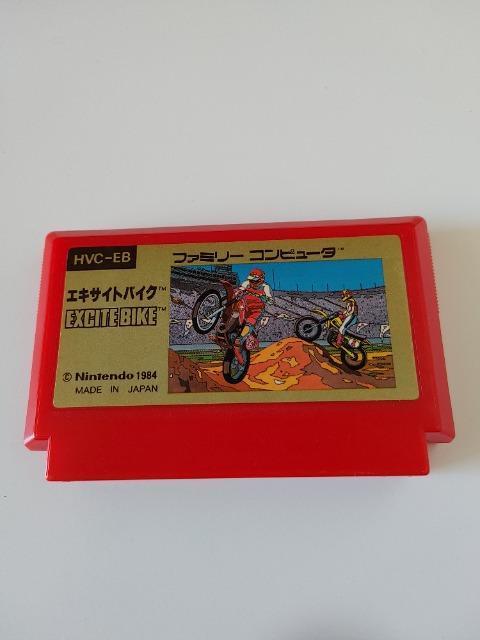 HVC-EB
ファミリー コンピュータ™
エキサイトバイク™
EXCITE BIKE™
© Nintendo 1984
MADE IN JAPAN